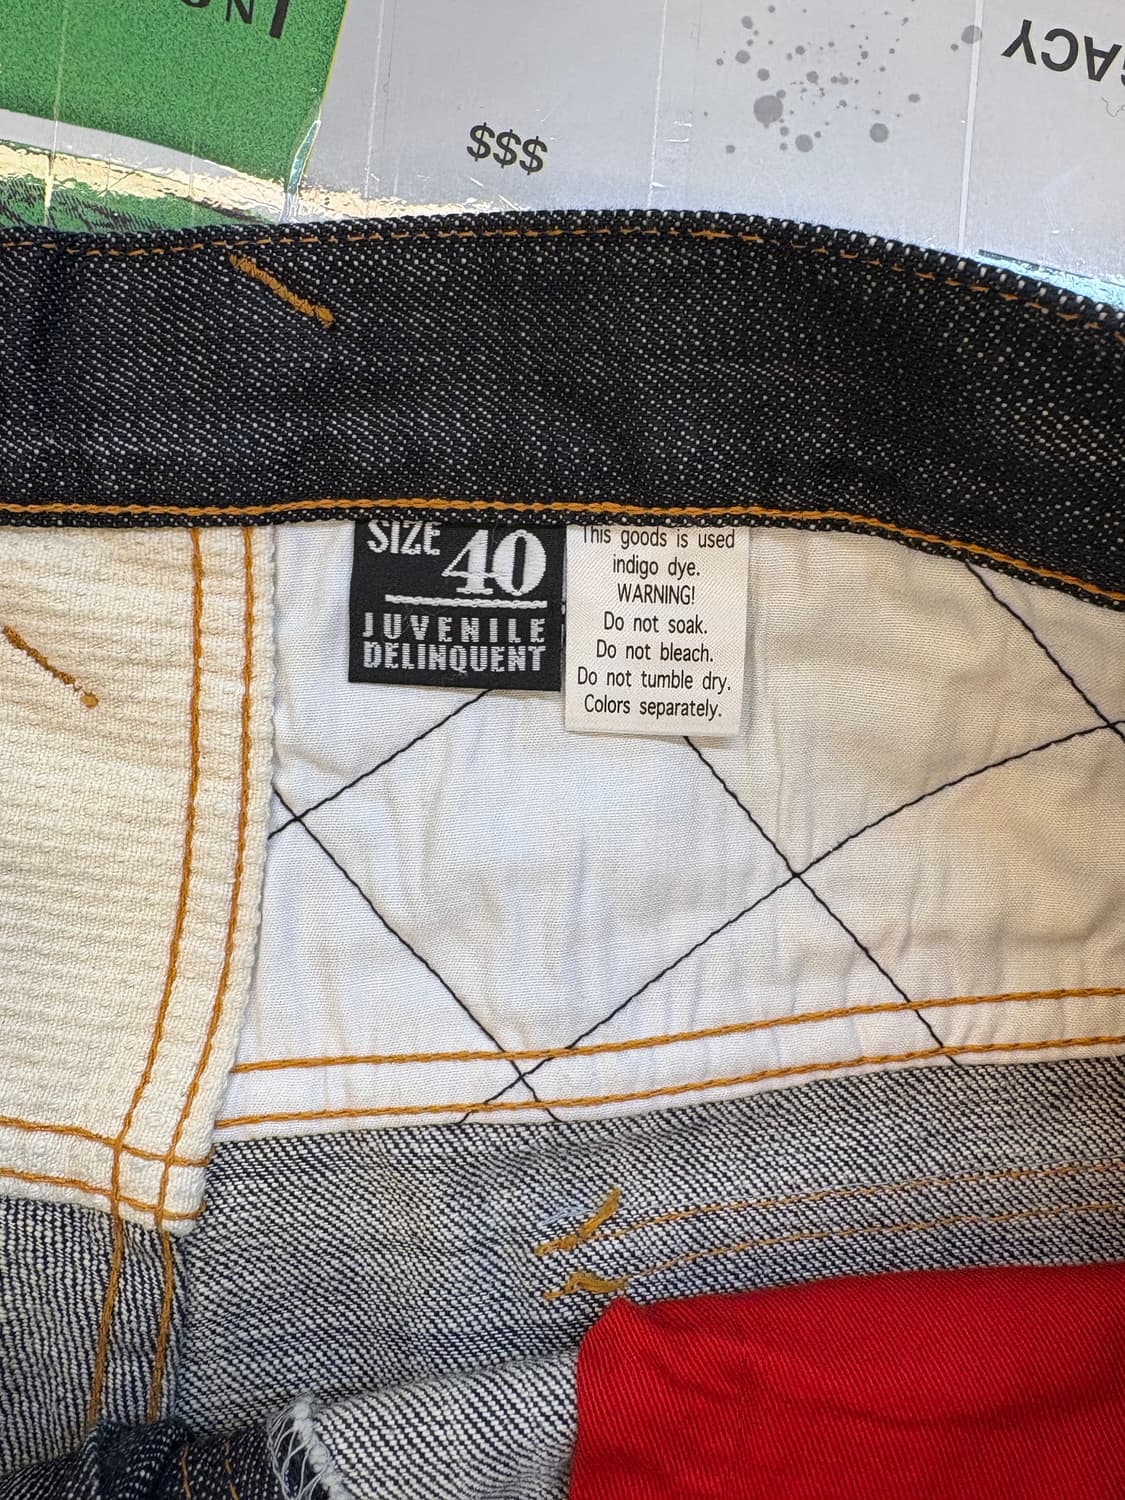 $$$
SIZE 40
JUVENILE
DELINQUENT
This goods is used
indigo dye.
WARNING!
Do not soak.
Do not bleach.
Do not tumble dry.
Colors separately.